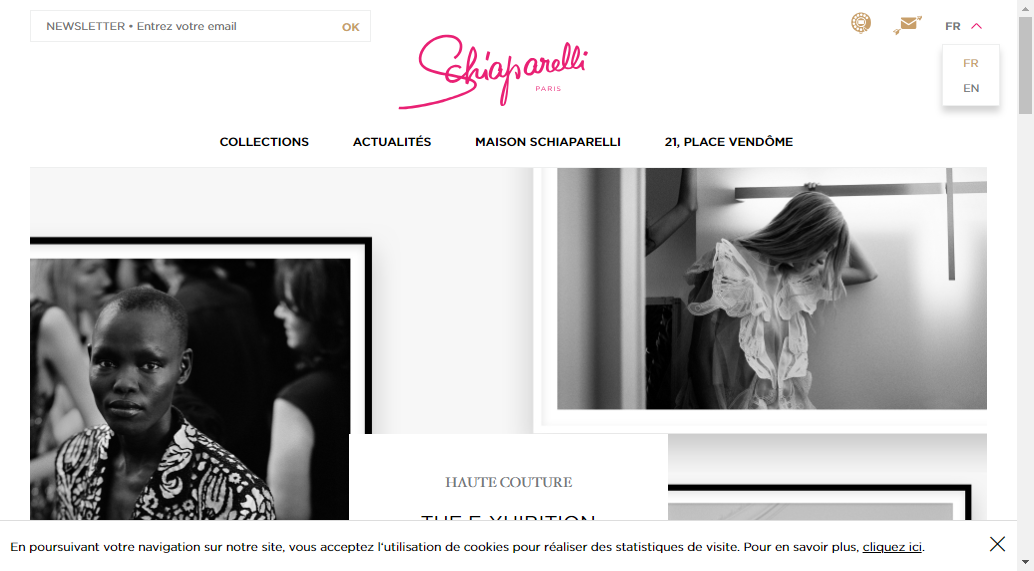 NEWSLETTER • Entrez votre email
OK
FR
FR
EN
Schiaparelli
PARIS
COLLECTIONS
ACTUALITÉS
MAISON SCHIAPARELLI
21, PLACE VENDÔME
HAUTE COUTURE
THE E-XHIBITION
En poursuivant votre navigation sur notre site, vous acceptez l'utilisation de cookies pour réaliser des statistiques de visite. Pour en savoir plus, cliquez ici.